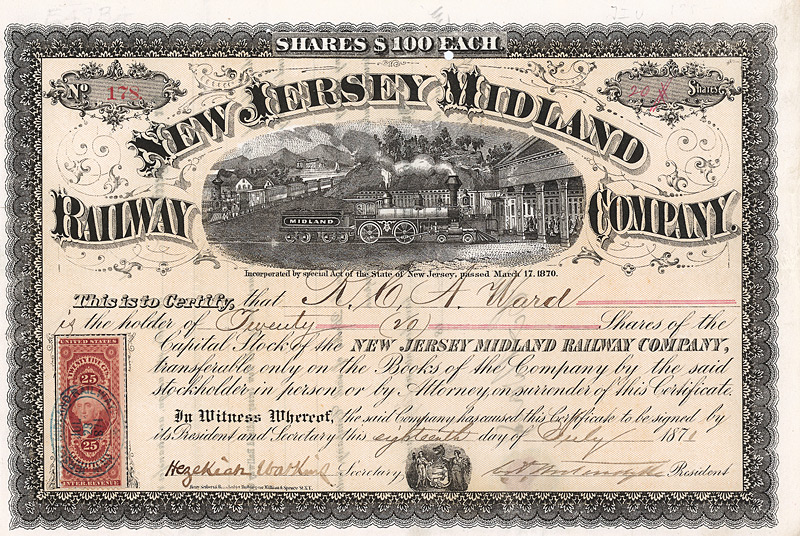 SHARES $100 EACH.
No 178
20 Shares
NEW JERSEY MIDLAND
RAILWAY COMPANY.
MIDLAND
Incorporated by special Act of the State of New Jersey, passed March 17, 1870.
This is to Certify, that R. C. A. Ward
is the holder of Twenty (20) Shares of the
Capital Stock of the NEW JERSEY MIDLAND RAILWAY COMPANY,
transferable only on the Books of the Company by the said
stockholder in person or by Attorney, on surrender of this Certificate.
In Witness Whereof, the said Company has caused this Certificate to be signed by
its President and Secretary this eighteenth day of July 1871
Hezekiah Watkins Secretary, President
UNITED STATES
25
25
INTER. REVENUE